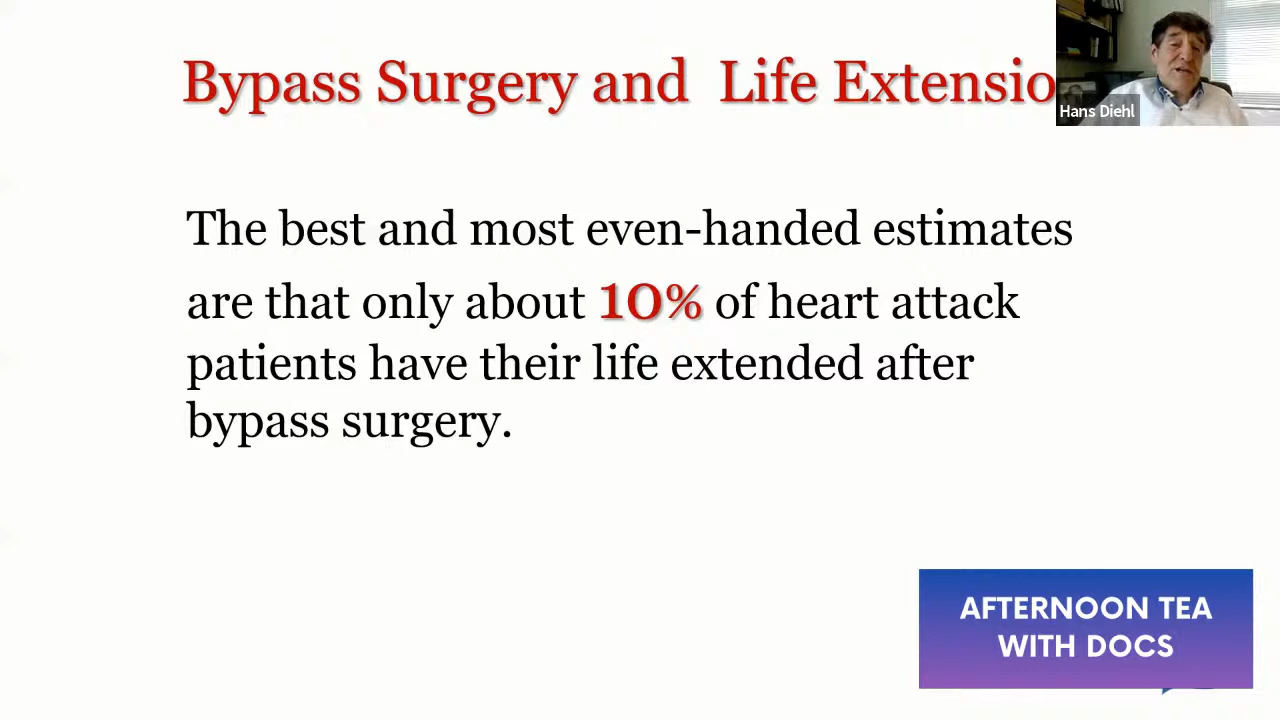 Bypass Surgery and Life Extensio
Hans Diehl
The best and most even-handed estimates
are that only about 10% of heart attack
patients have their life extended after
bypass surgery.
AFTERNOON TEA
WITH DOCS